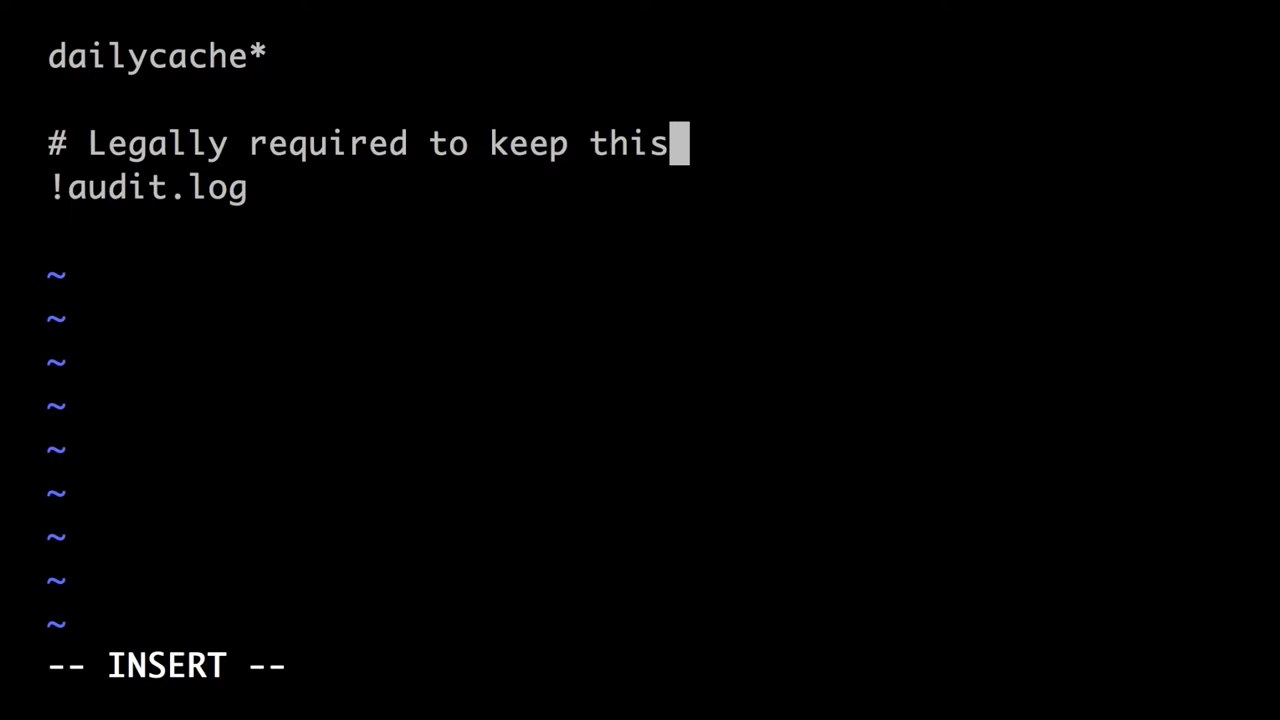 dailycache*
# Legally required to keep this
!audit.log
~
~
~
~
~
~
~
~
~
-- INSERT --